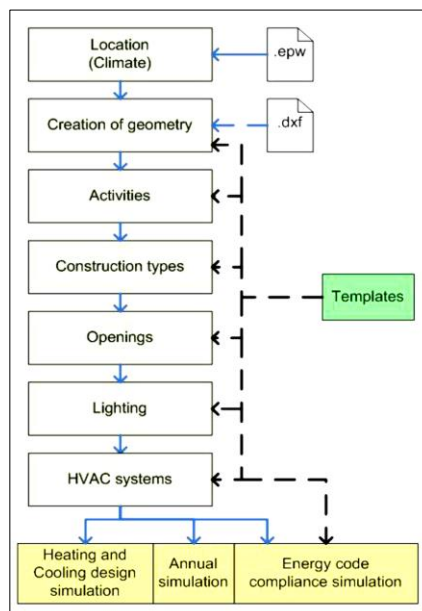 Location
(Climate)
.epw
Creation of geometry
.dxf
Activities
Construction types
Templates
Openings
Lighting
HVAC systems
Heating and
Cooling design
simulation
Annual
simulation
Energy code
compliance simulation